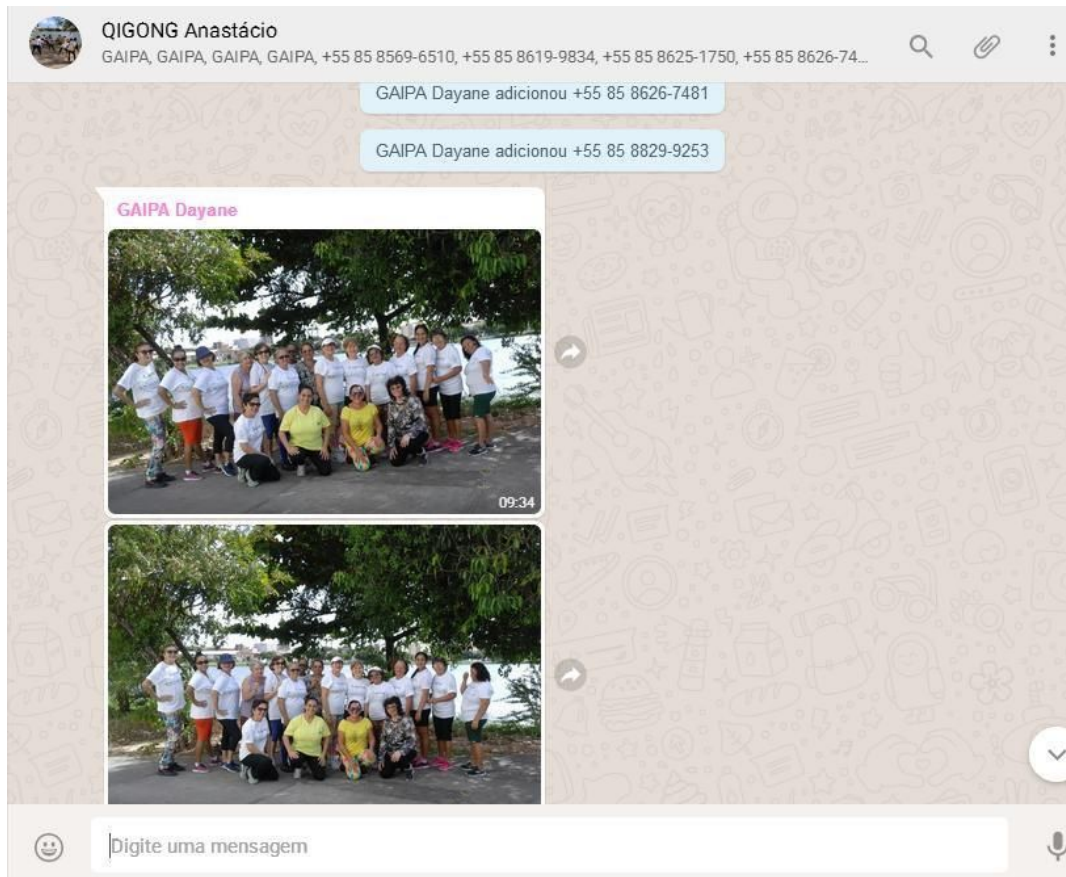 QIGONG Anastácio
GAIPA, GAIPA, GAIPA, GAIPA, +55 85 8569-6510, +55 85 8619-9834, +55 85 8625-1750, +55 85 8626-74...
GAIPA Dayane adicionou +55 85 8626-7481
GAIPA Dayane adicionou +55 85 8829-9253
GAIPA Dayane
09:34
Digite uma mensagem